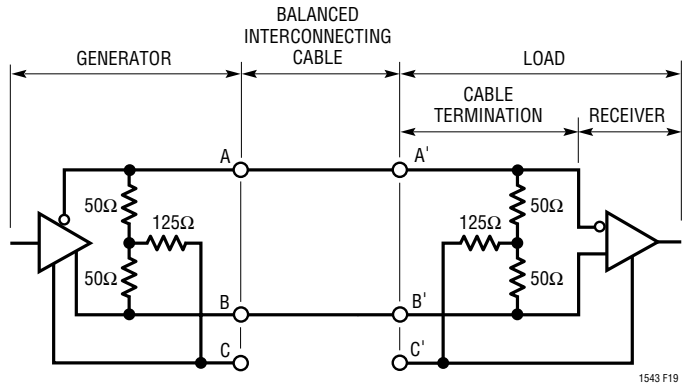 BALANCED
INTERCONNECTING
CABLE
GENERATOR
LOAD
CABLE
TERMINATION
RECEIVER
A
A'
50Ω
125Ω
50Ω
125Ω
50Ω
50Ω
B
B'
C
C'
1543 F19